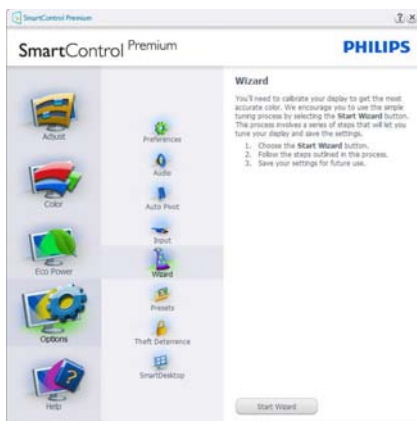 SmartControl Premium
SmartControl Premium
PHILIPS
Adjust
Color
Eco Power
Options
Help
Preferences
Audio
Auto Pivot
Input
Wizard
Presets
Theft Deterrence
SmartDesktop
Wizard
You'll need to calibrate your display to get the most
accurate color. We encourage you to use the simple
tuning process by selecting the Start Wizard button.
This process involves a series of steps that will let you
tune your display and save the settings.
1. Choose the Start Wizard button.
2. Follow the steps outlined in the process.
3. Save your settings for future use.
Start Wizard